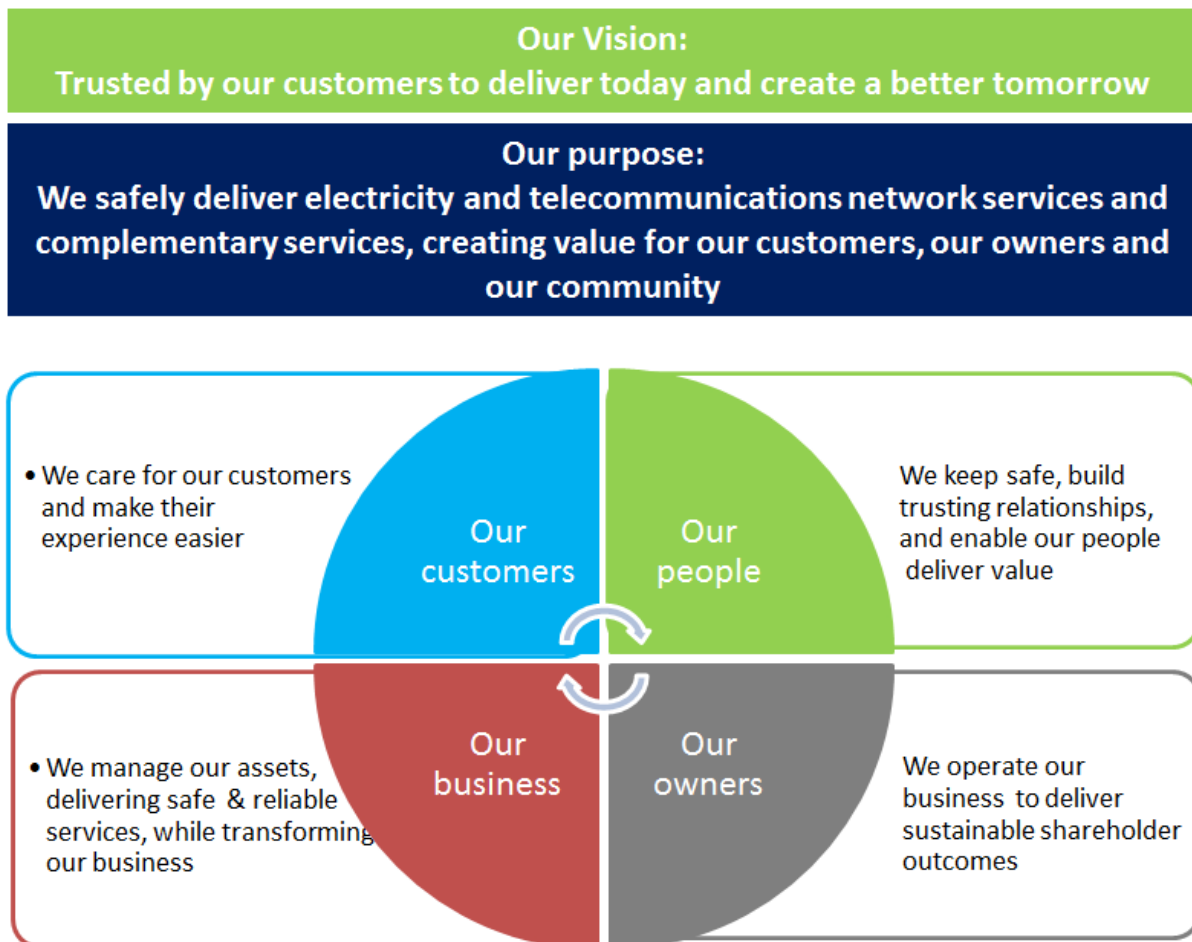 Our Vision:
Trusted by our customers to deliver today and create a better tomorrow
Our purpose:
We safely deliver electricity and telecommunications network services and
complementary services, creating value for our customers, our owners and
our community
• We care for our customers
and make their
experience easier
Our
customers
Our
people
We keep safe, build
trusting relationships,
and enable our people
deliver value
• We manage our assets,
delivering safe & reliable
services, while transforming
our business
Our
business
Our
owners
We operate our
business to deliver
sustainable shareholder
outcomes